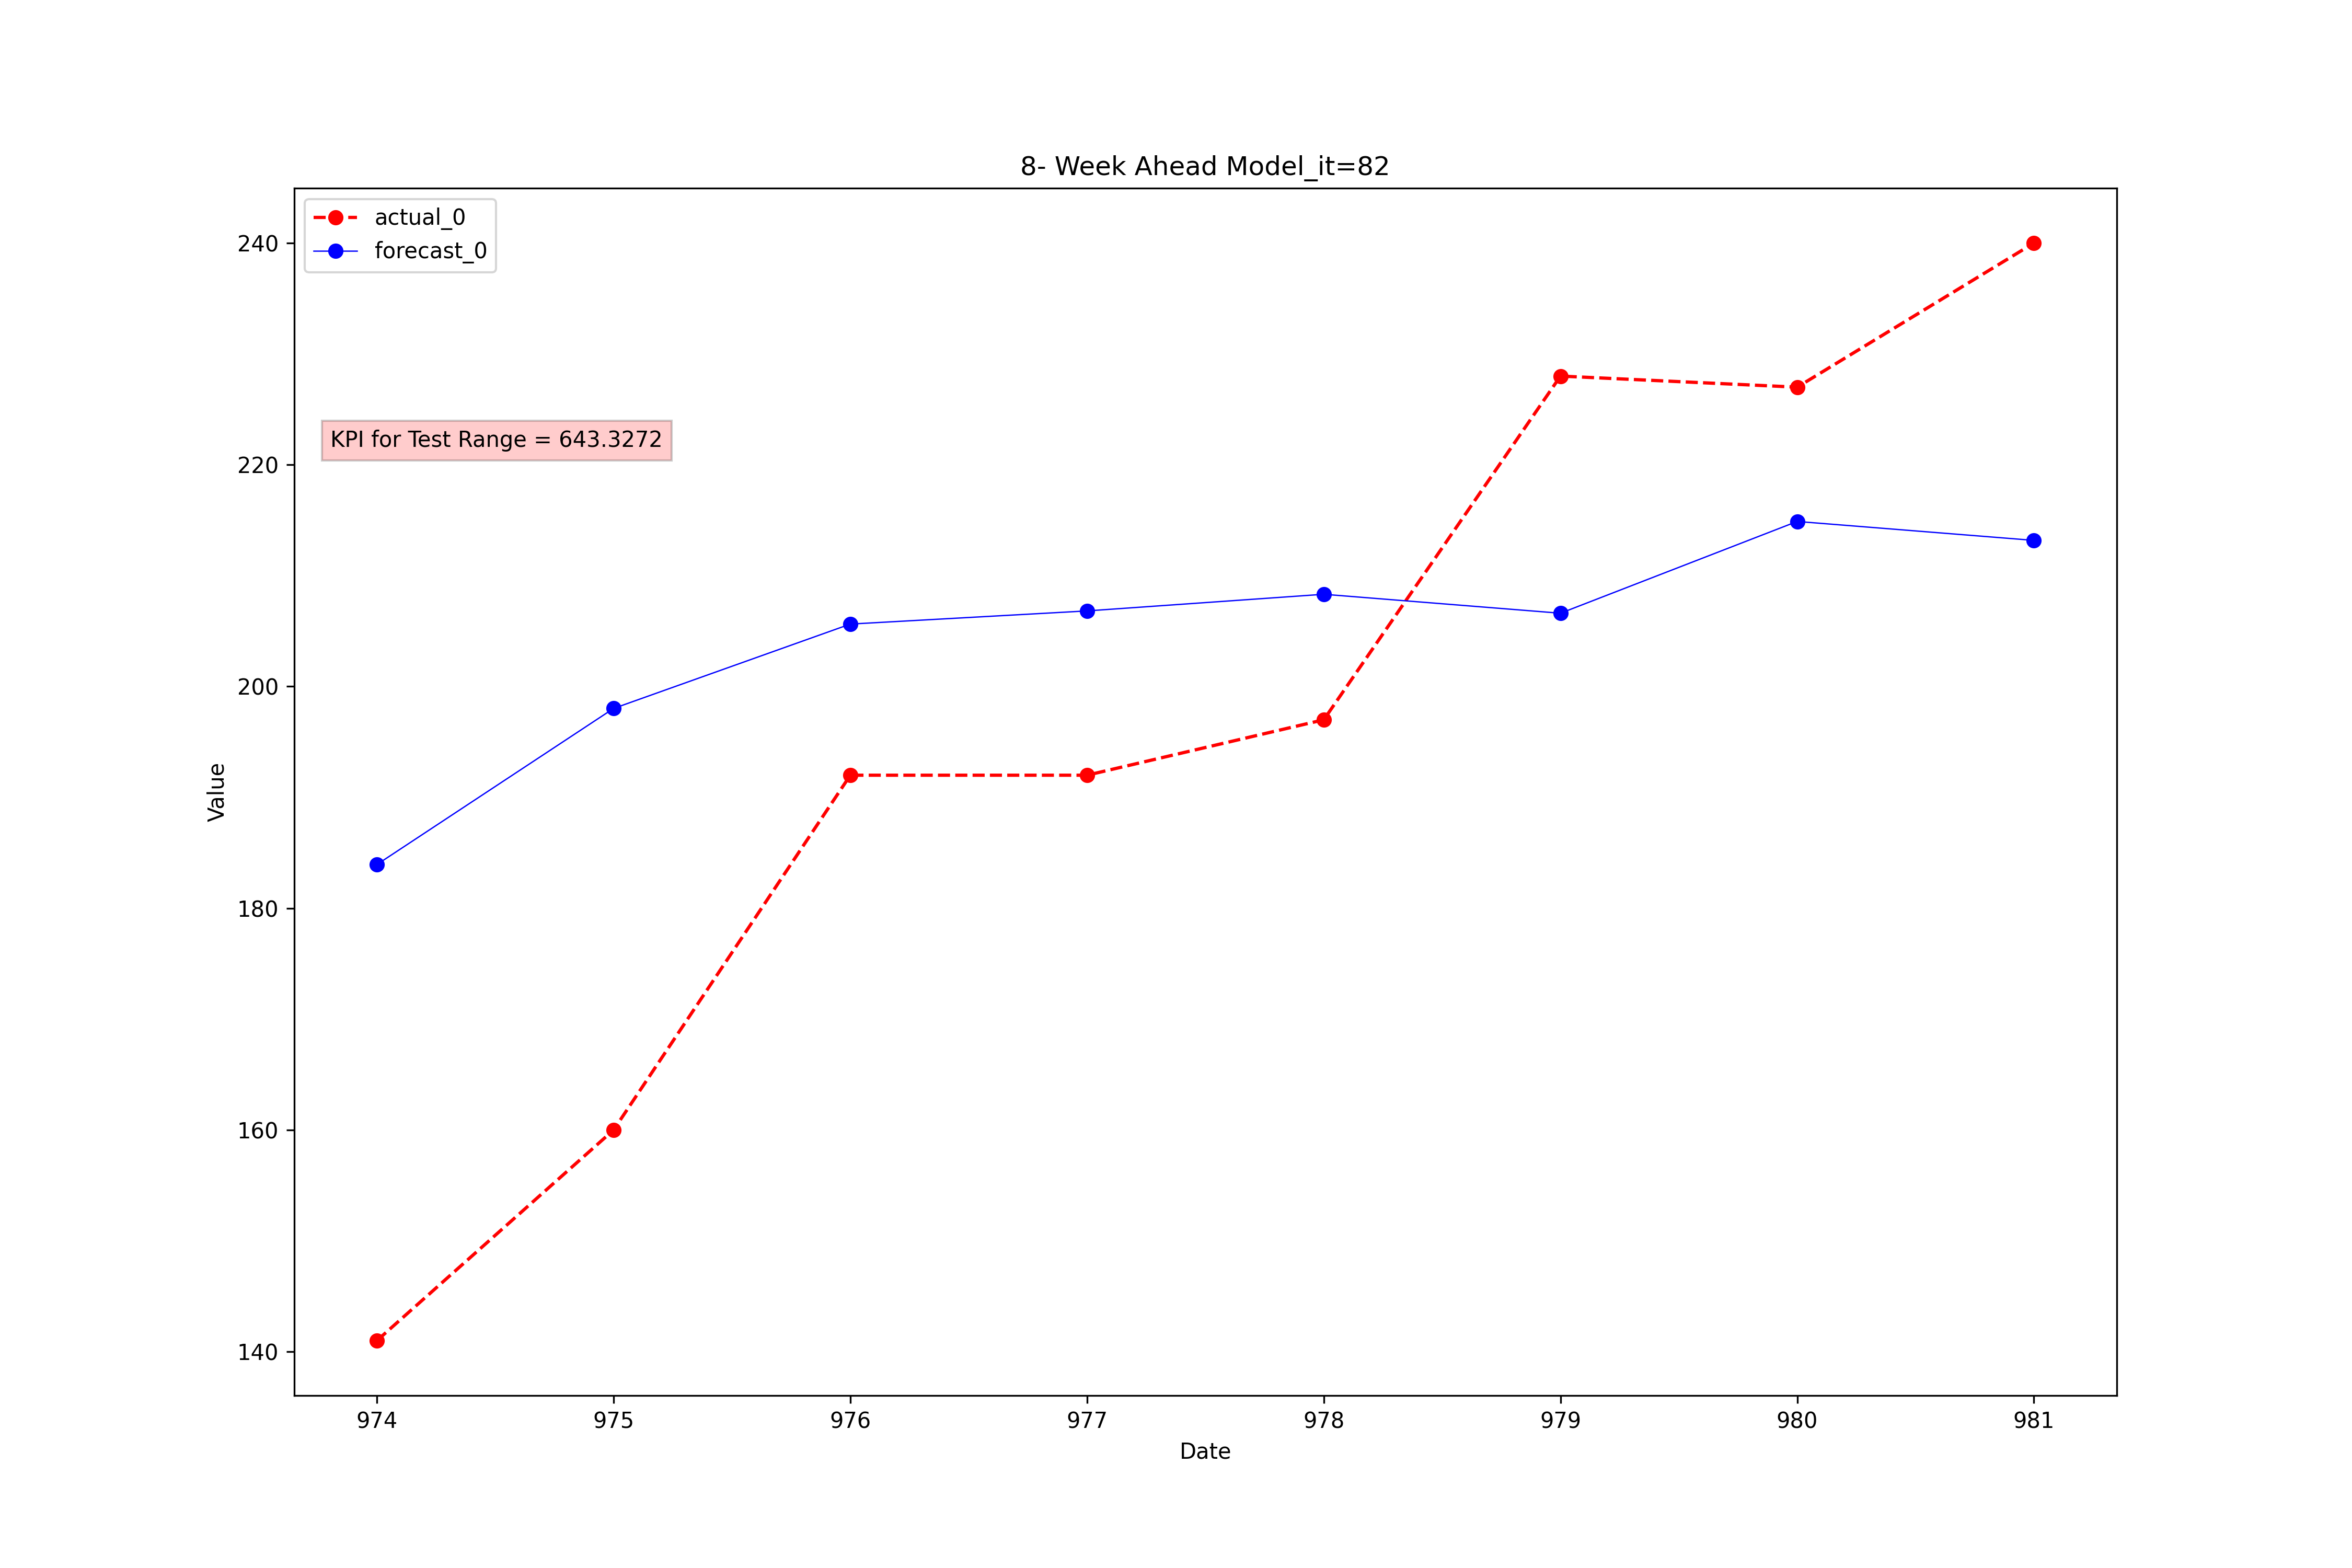 8- Week Ahead Model_it=82
actual_0
forecast_0
KPI for Test Range = 643.3272
240
220
200
180
160
140
Value
974 975 976 977 978 979 980 981
Date